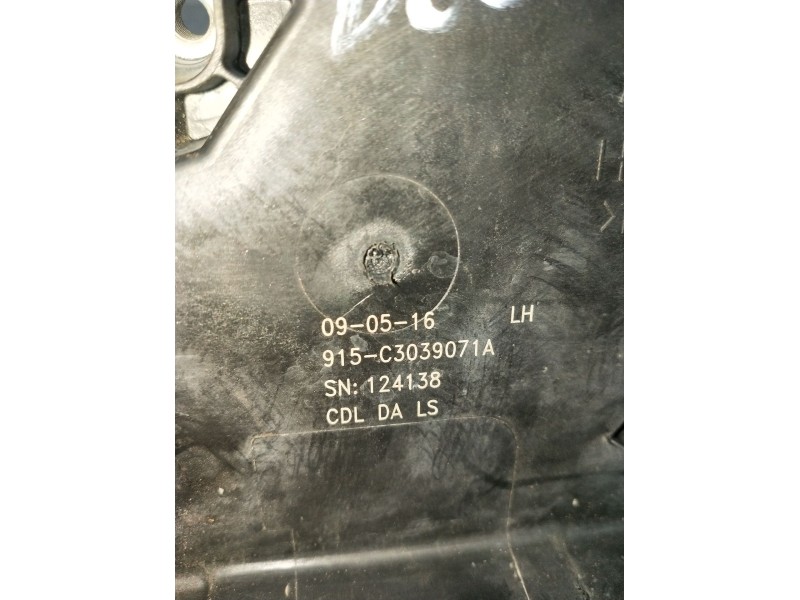 09-05-16 LH
915-C3039071A
SN: 124138
CDL DA LS